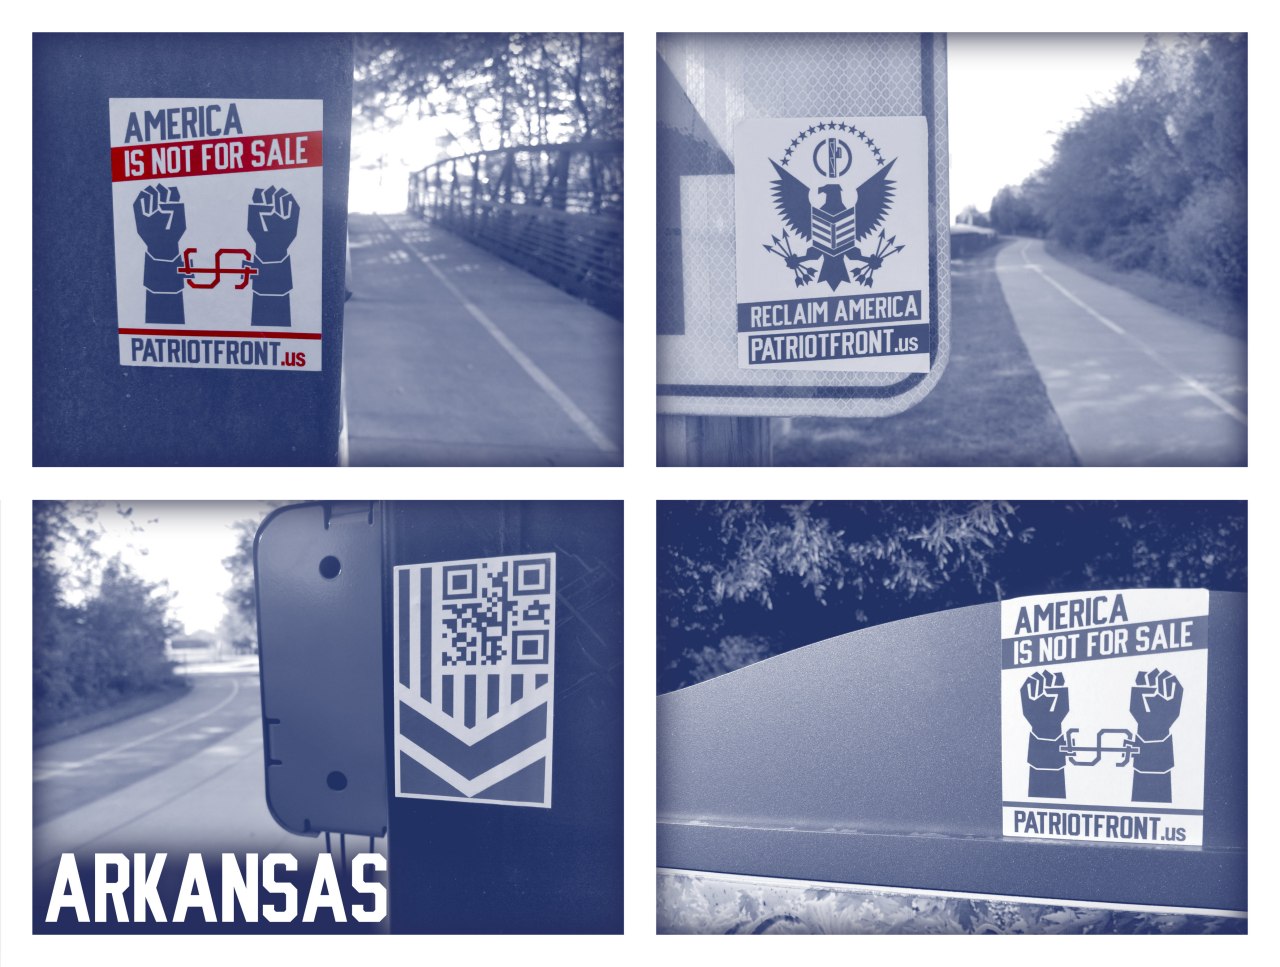 AMERICA
IS NOT FOR SALE
PATRIOTFRONT.us
RECLAIM AMERICA
PATRIOTFRONT.us
ARKANSAS
AMERICA
IS NOT FOR SALE
PATRIOTFRONT.us